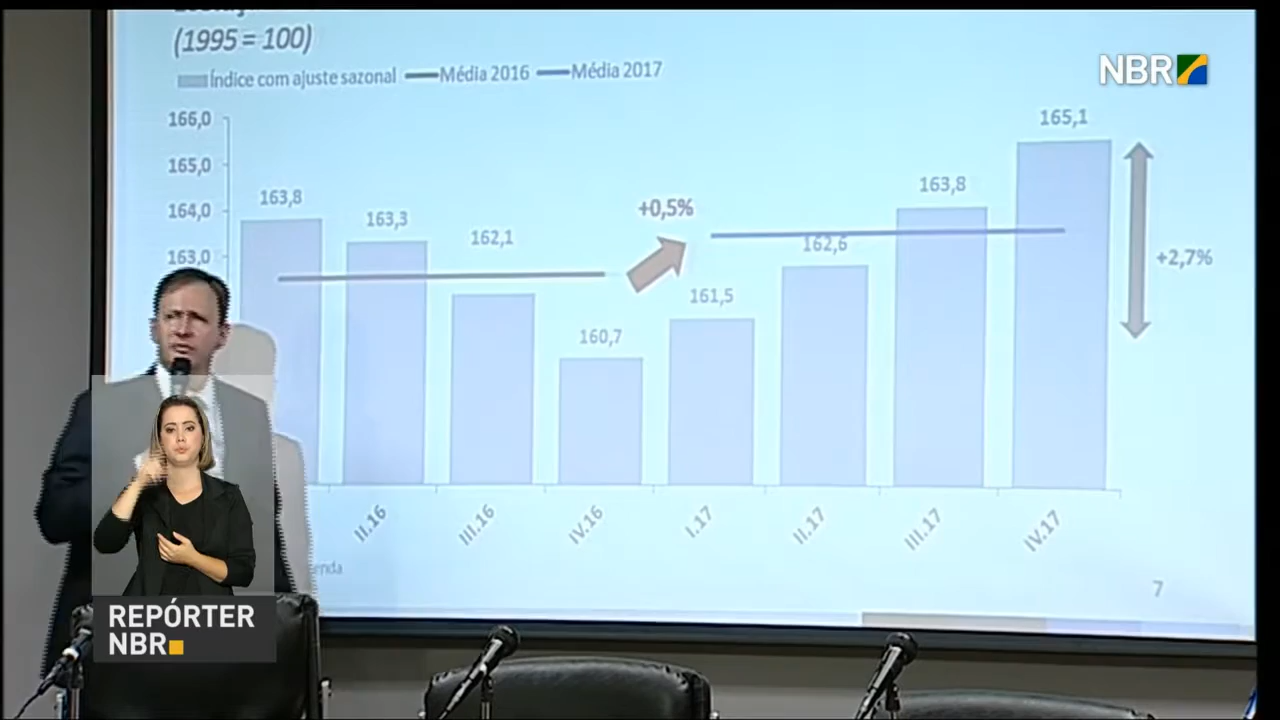 (1995 = 100)
Índice com ajuste sazonal Média 2016 Média 2017
NBR
166,0
165,0
164,0
163,0
163,8
163,3
162,1
160,7
+0,5%
161,5
162,6
163,8
165,1
+2,7%
II.16
III.16
IV.16
I.17
II.17
III.17
IV.17
7
REPÓRTER
NBR